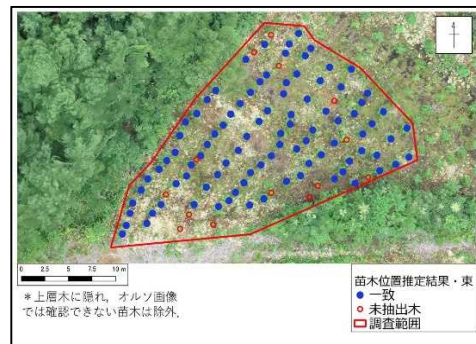 4
0 2.5 5 7.5 10 m
＊上層木に隠れ，オルソ画像
では確認できない苗木は除外．
苗木位置推定結果・東
一致
未抽出木
調査範囲